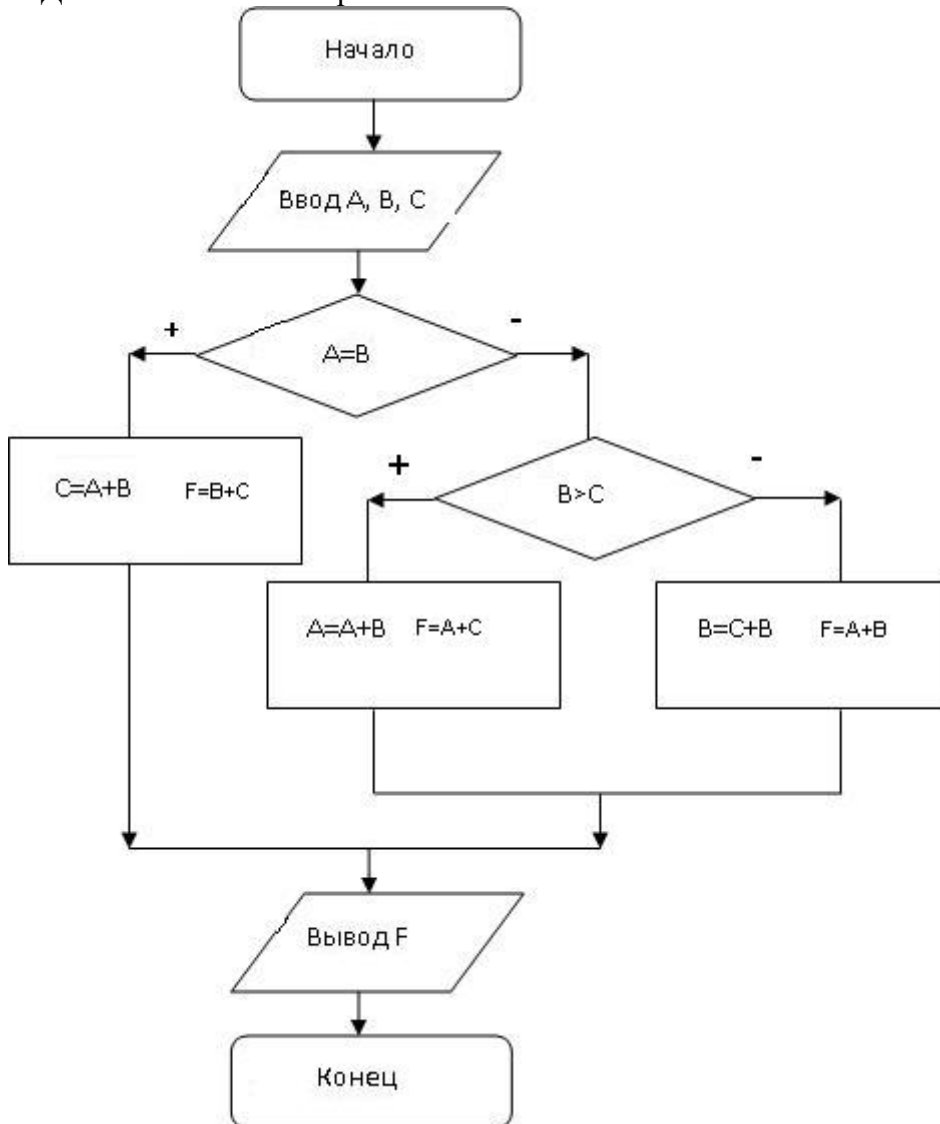 Начало
Ввод A, B, C
+ -
A=B
+ -
C=A+B F=B+C
B>C
A=A+B F=A+C
B=C+B F=A+B
Вывод F
Конец